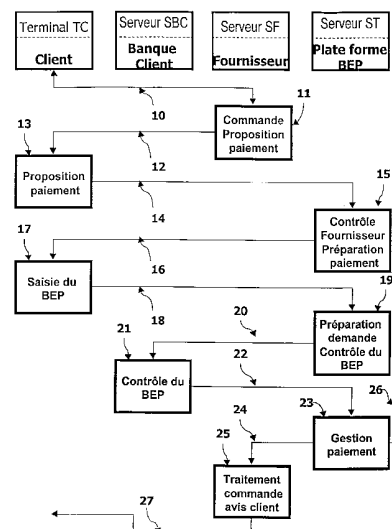 Terminal TC
Client
Serveur SBC
Banque
Client
Serveur SF
Fournisseur
Serveur ST
Plate forme
BEP
10
11
Commande
Proposition
paiement
13
12
Proposition
paiement
14
15
Contrôle
Fournisseur
Préparation
paiement
17
16
Saisie du
BEP
18
19
Préparation
demande
Contrôle du
BEP
20
21
22
Contrôle du
BEP
23
26
Gestion
paiement
24
25
Traitement
commande
avis client
27